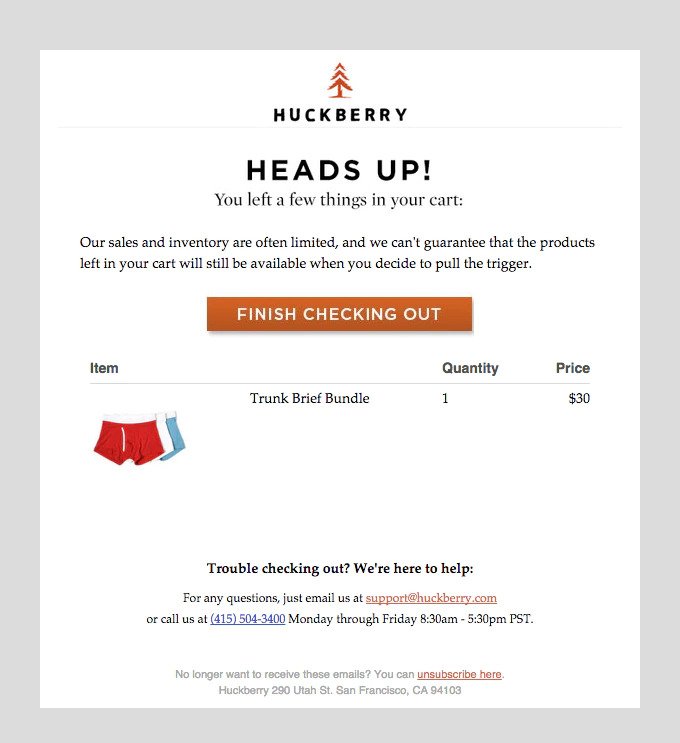 HUCKBERRY
HEADS UP!
You left a few things in your cart:
Our sales and inventory are often limited, and we can't guarantee that the products
left in your cart will still be available when you decide to pull the trigger.
FINISH CHECKING OUT
Item Quantity Price
Trunk Brief Bundle 1 $30
Trouble checking out? We're here to help:
For any questions, just email us at support@huckberry.com
or call us at (415) 504-3400 Monday through Friday 8:30am - 5:30pm PST.
No longer want to receive these emails? You can unsubscribe here.
Huckberry 290 Utah St. San Francisco, CA 94103